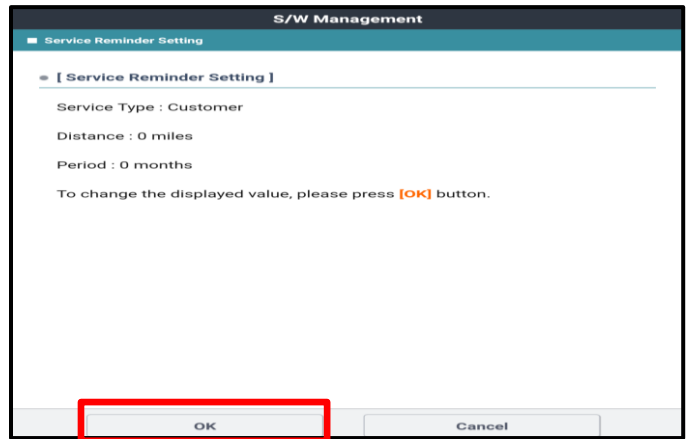 S/W Management
Service Reminder Setting
[ Service Reminder Setting ]
Service Type : Customer
Distance : 0 miles
Period : 0 months
To change the displayed value, please press [OK] button.
OK
Cancel